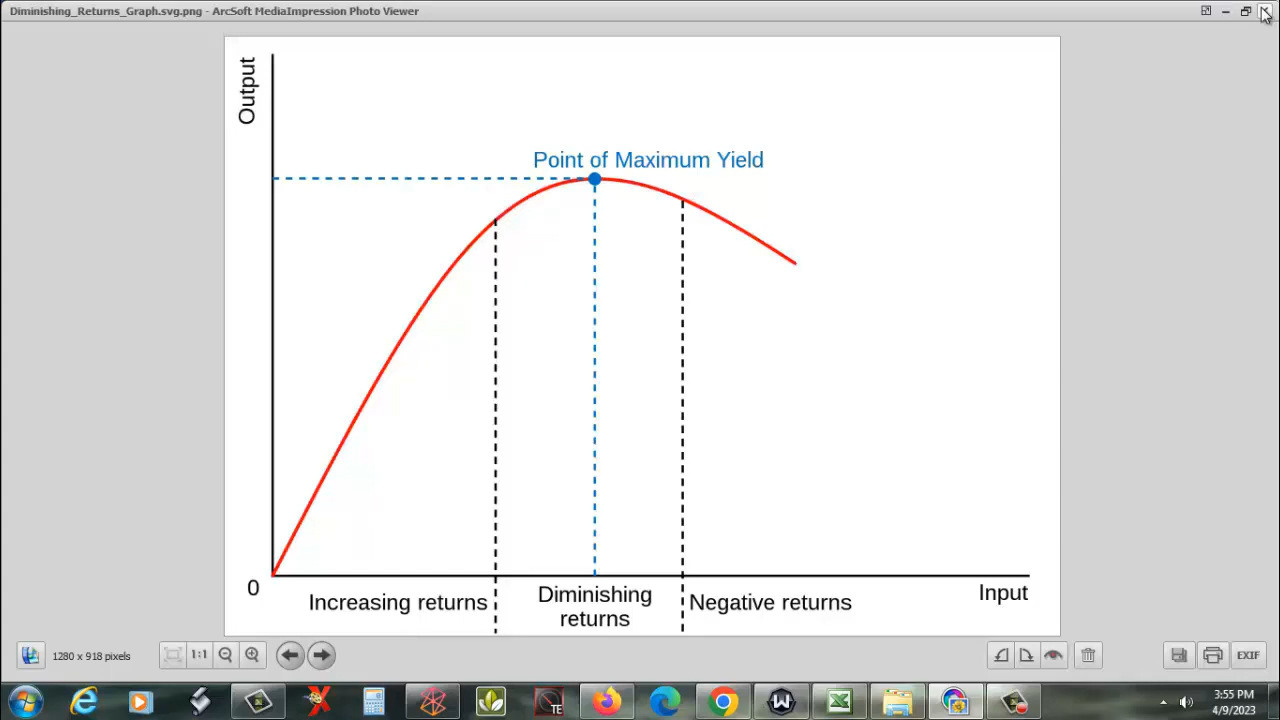 Diminishing_Returns_Graph.svg.png - ArcSoft MediaImpression Photo Viewer
Output
Point of Maximum Yield
0
Increasing returns
Diminishing
returns
Negative returns
Input
1280 x 918 pixels
1:1
EXIF
TE
3:55 PM
4/9/2023